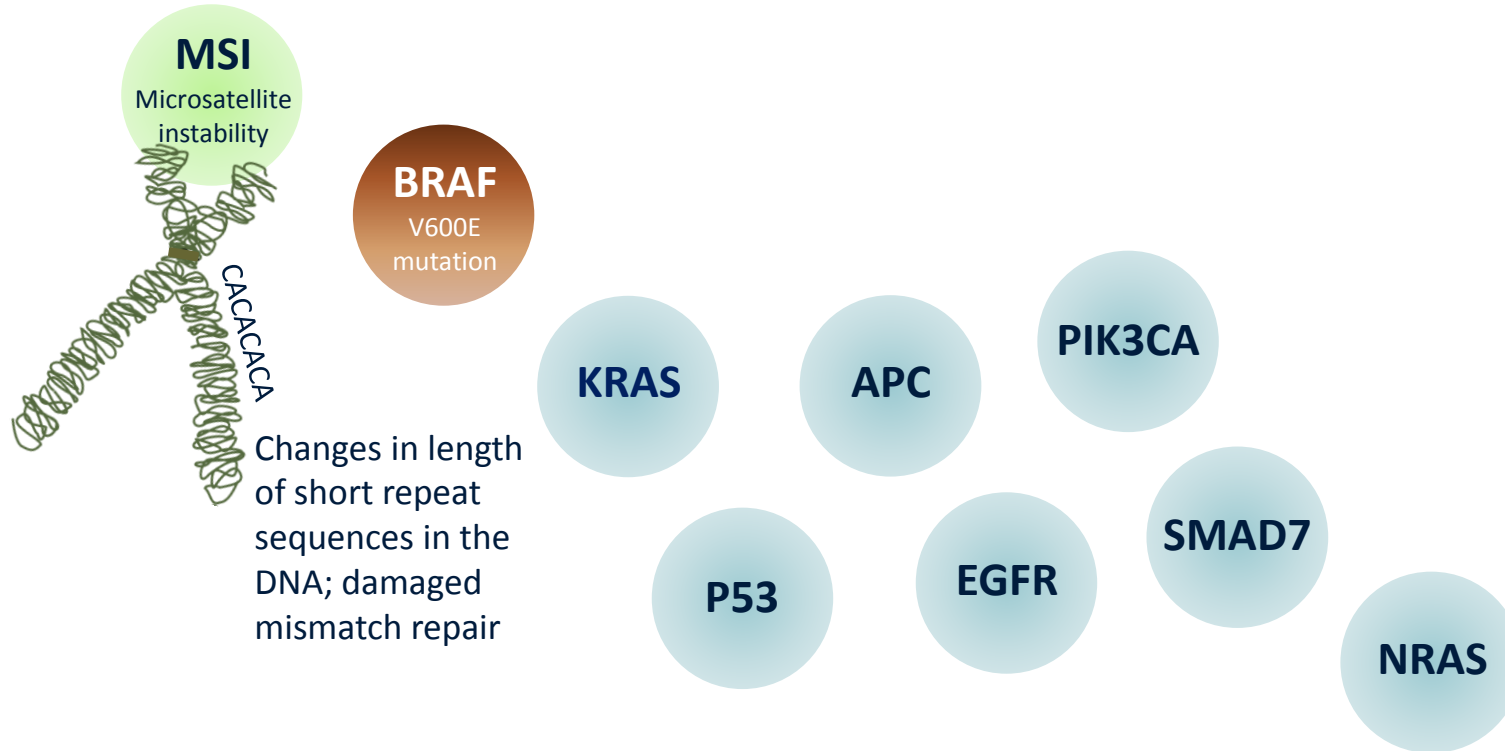 MSI
Microsatellite
instability
BRAF
V600E
mutation
CACACACA
Changes in length
of short repeat
sequences in the
DNA; damaged
mismatch repair
KRAS
APC
PIK3CA
P53
EGFR
SMAD7
NRAS